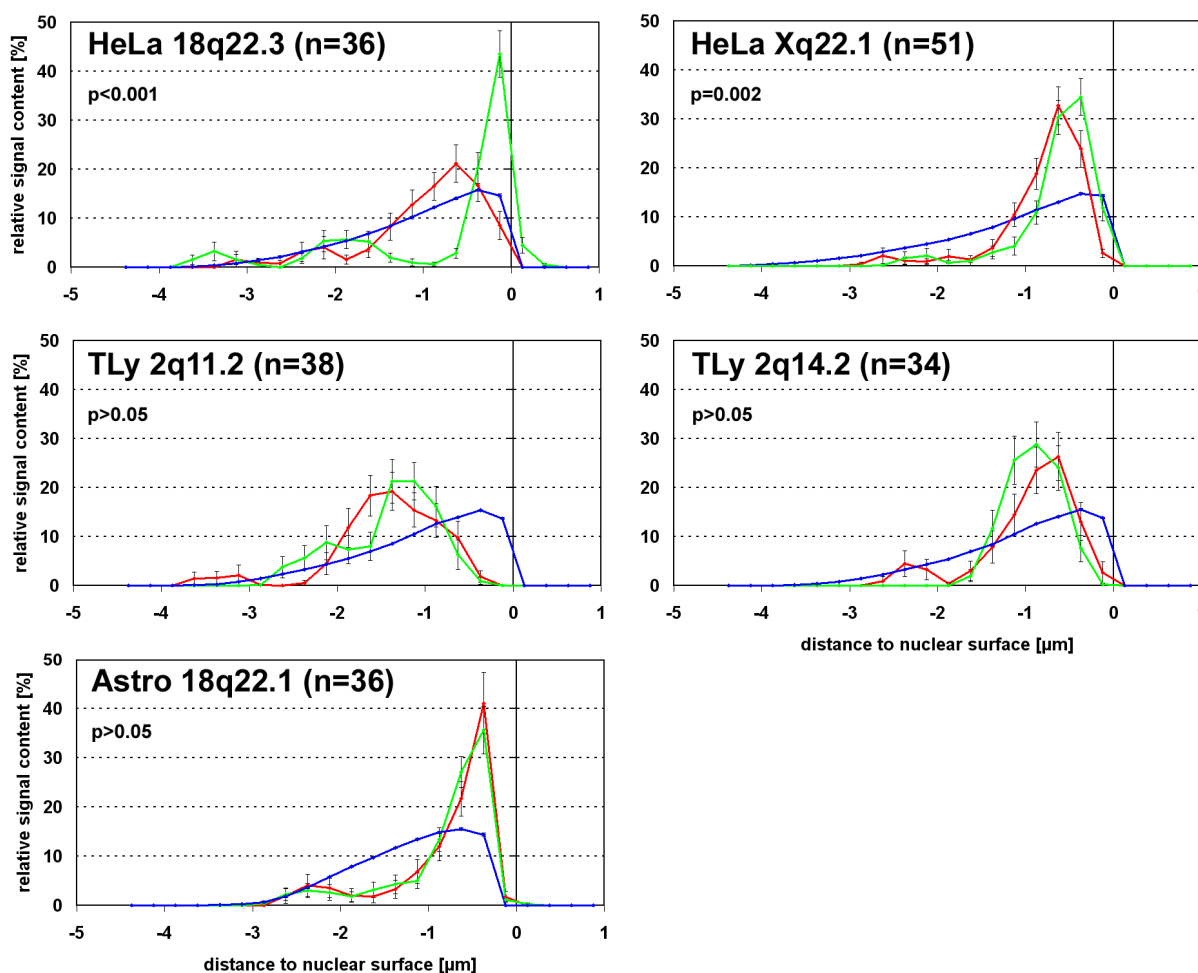 HeLa 18q22.3 (n=36)
p<0.001
relative signal content [%]
50
40
30
20
10
0
-5 -4 -3 -2 -1 0 1
HeLa Xq22.1 (n=51)
p=0.002
50
40
30
20
10
0
-5 -4 -3 -2 -1 0 1
TLy 2q11.2 (n=38)
p>0.05
relative signal content [%]
50
40
30
20
10
0
-5 -4 -3 -2 -1 0 1
TLy 2q14.2 (n=34)
p>0.05
50
40
30
20
10
0
-5 -4 -3 -2 -1 0 1
distance to nuclear surface [µm]
Astro 18q22.1 (n=36)
p>0.05
relative signal content [%]
50
40
30
20
10
0
-5 -4 -3 -2 -1 0 1
distance to nuclear surface [µm]